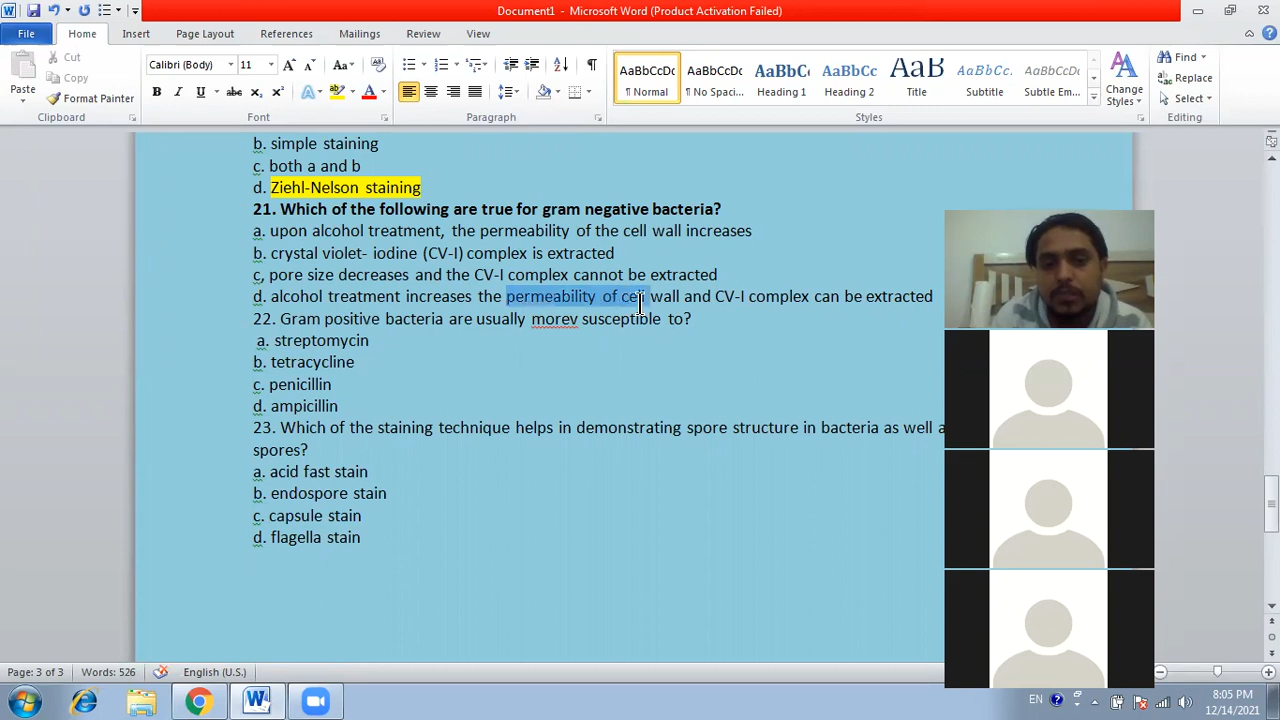 Document1 - Microsoft Word (Product Activation Failed)
File Home Insert Page Layout References Mailings Review View
Cut
Copy
Format Painter
Paste
Clipboard
Calibri (Body) 11
Font
Paragraph
AaBbCcDc AaBbCcDc AaBbC AaBbCc AaB AaBbCc. AaBbCcDc
¶ Normal ¶ No Spaci... Heading 1 Heading 2 Title Subtitle Subtle Em...
Styles
Change Styles
Find
Replace
Select
Editing
b. simple staining
c. both a and b
d. Ziehl-Nelson staining
21. Which of the following are true for gram negative bacteria?
a. upon alcohol treatment, the permeability of the cell wall increases
b. crystal violet- iodine (CV-I) complex is extracted
c, pore size decreases and the CV-I complex cannot be extracted
d. alcohol treatment increases the permeability of cell wall and CV-I complex can be extracted
22. Gram positive bacteria are usually morev susceptible to?
a. streptomycin
b. tetracycline
c. penicillin
d. ampicillin
23. Which of the staining technique helps in demonstrating spore structure in bacteria as well
spores?
a. acid fast stain
b. endospore stain
c. capsule stain
d. flagella stain
Page: 3 of 3 Words: 526 English (U.S.)
EN 8:05 PM
12/14/2021